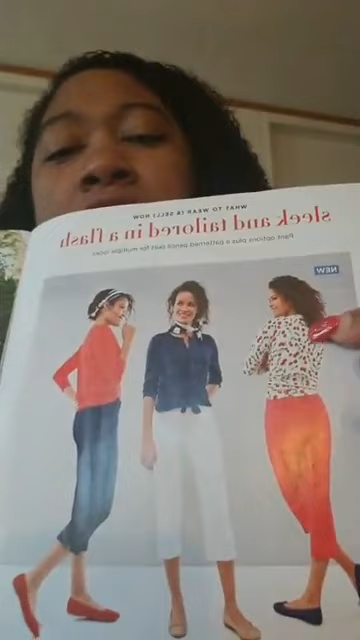 WHAT TO WEAR (& SELL) NOW
sleek and tailored in a flash
Pant options plus a patterned pencil skirt for multiple looks
NEW